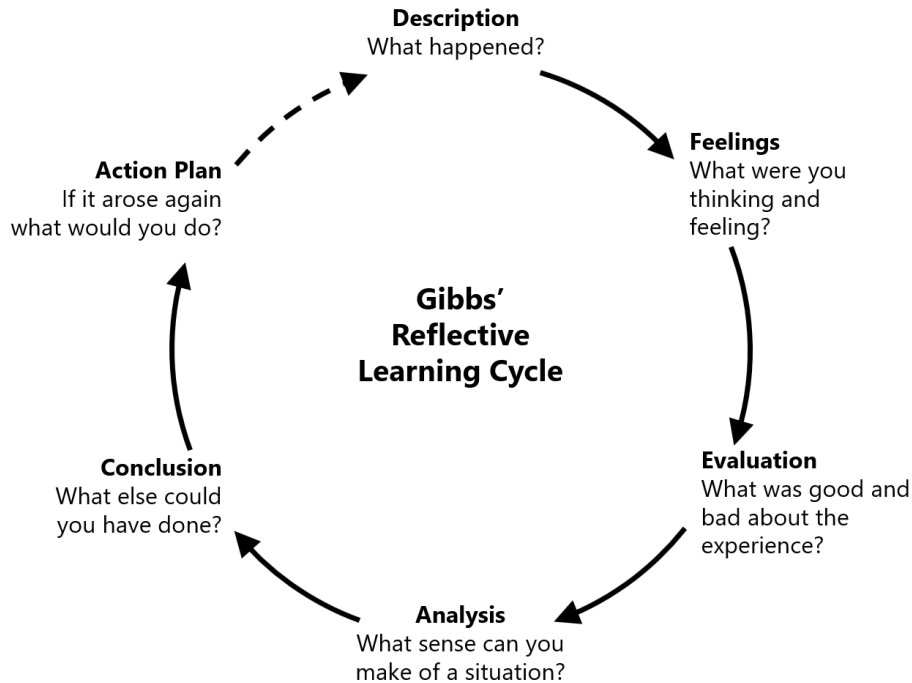 Description
What happened?
Feelings
What were you
thinking and
feeling?
Evaluation
What was good and
bad about the
experience?
Analysis
What sense can you
make of a situation?
Conclusion
What else could
you have done?
Action Plan
If it arose again
what would you do?
Gibbs’
Reflective
Learning Cycle